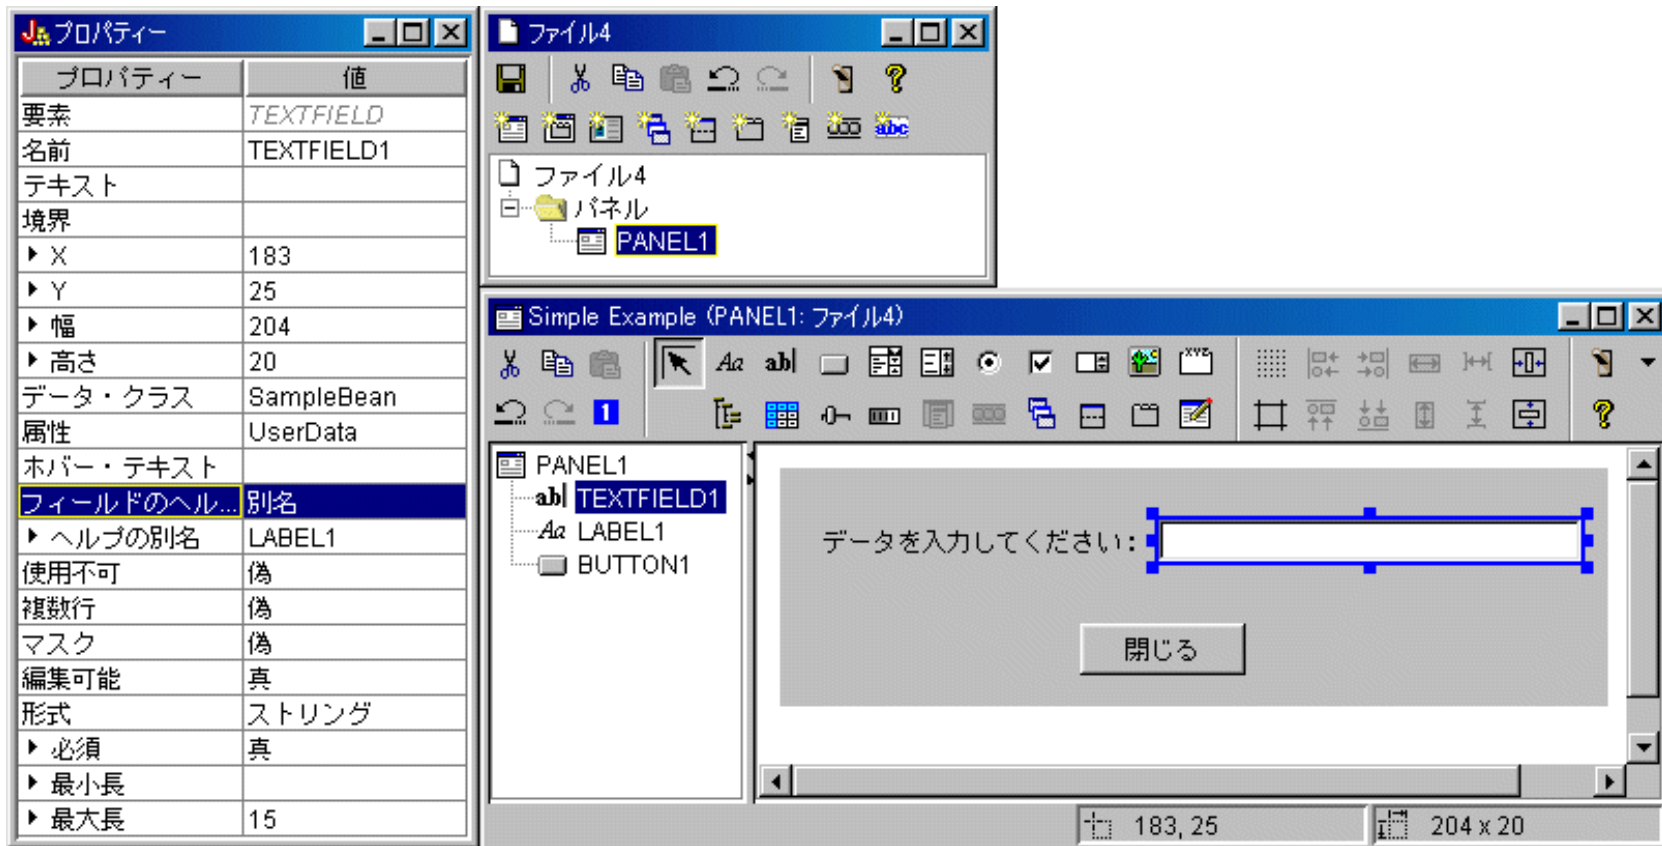 プロパティー
プロパティー 値
要素 TEXTFIELD
名前 TEXTFIELD1
テキスト
境界
X 183
Y 25
幅 204
高さ 20
データ・クラス SampleBean
属性 UserData
ホバー・テキスト
フィールドのヘル... 別名
ヘルプの別名 LABEL1
使用不可 偽
複数行 偽
マスク 偽
編集可能 真
形式 ストリング
必須 真
最小長
最大長 15
ファイル4
abc
ファイル4
パネル
PANEL1
Simple Example (PANEL1: ファイル4)
Aa ab XYZ
1
PANEL1
ab TEXTFIELD1
Aa LABEL1
BUTTON1
データを入力してください:
閉じる
183, 25
204 x 20